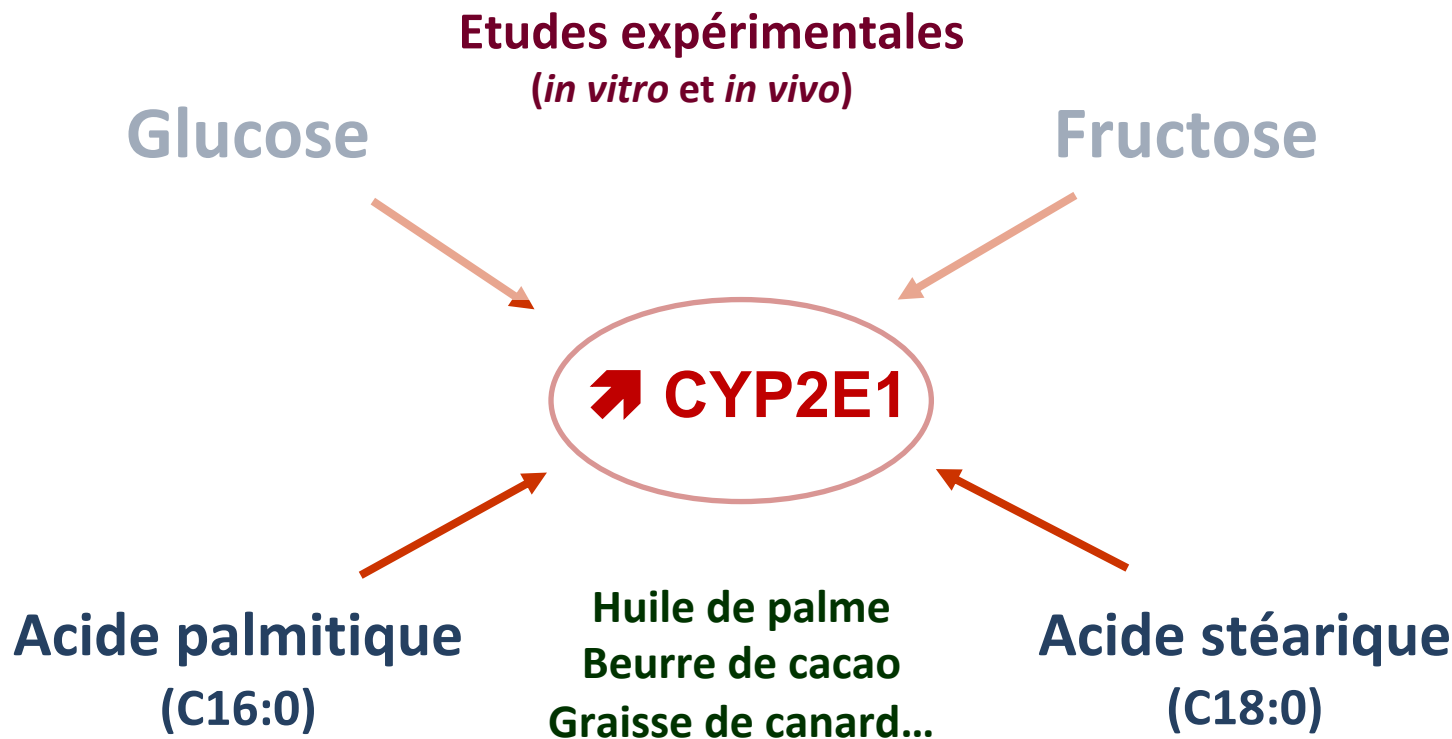 Etudes expérimentales
(in vitro et in vivo)
Glucose
Fructose
CYP2E1
Acide palmitique
(C16:0)
Huile de palme
Beurre de cacao
Graisse de canard...
Acide stéarique
(C18:0)